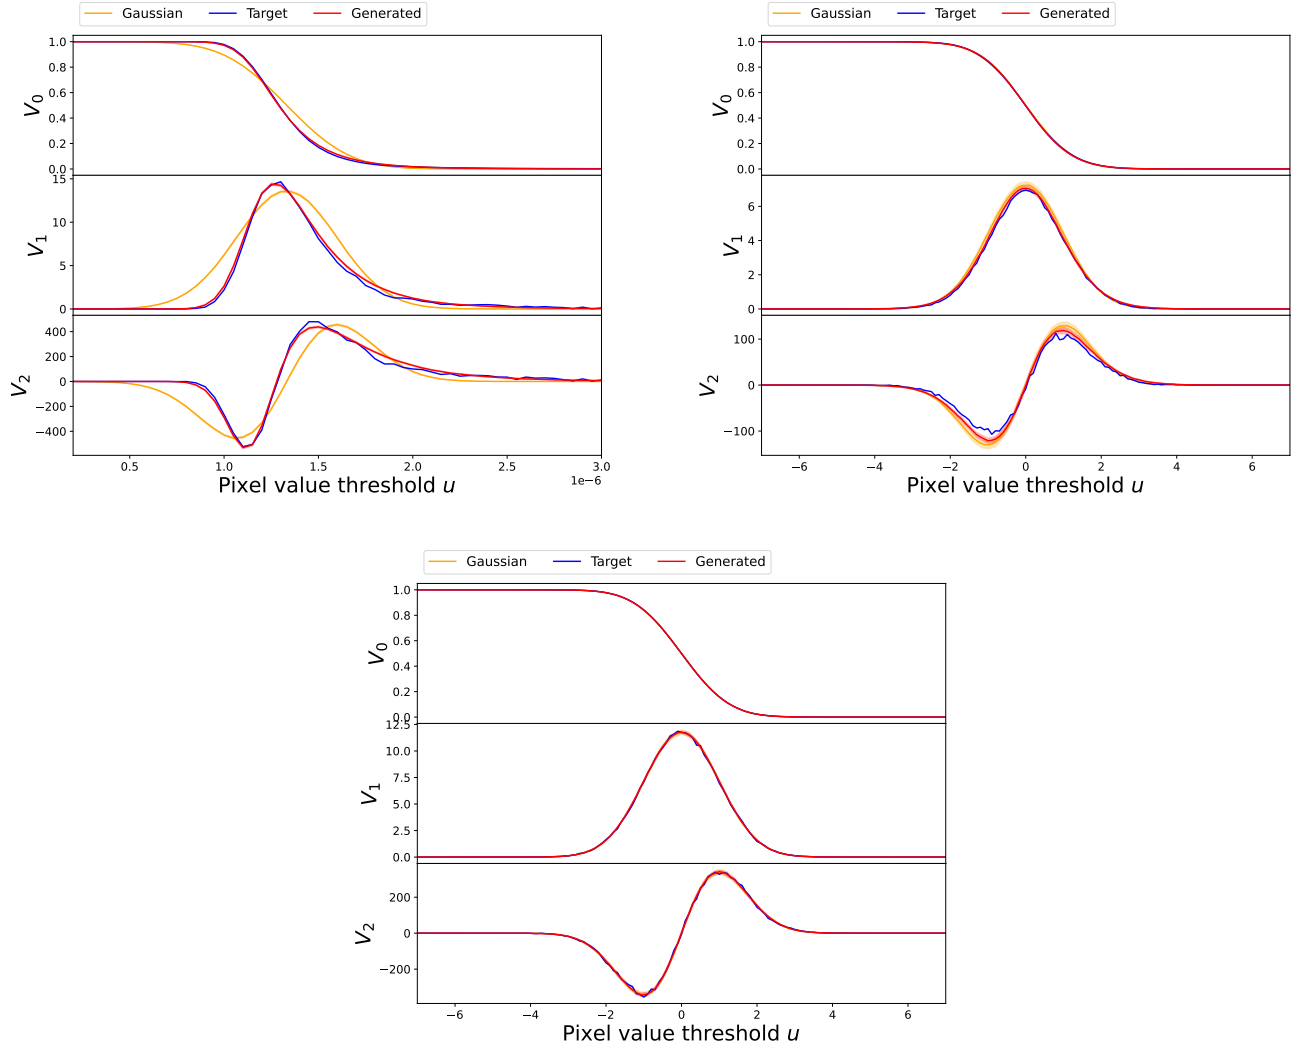 Gaussian Target Generated
1.0
0.8
0.6
0.4
0.2
0.0
V0
15
10
5
0
V1
400
200
0
−200
−400
V2
0.5 1.0 1.5 2.0 2.5 3.0
1e−6
Pixel value threshold u
Gaussian Target Generated
1.0
0.8
0.6
0.4
0.2
0.0
V0
6
4
2
0
V1
100
0
−100
V2
−6 −4 −2 0 2 4 6
Pixel value threshold u
Gaussian Target Generated
1.0
0.8
0.6
0.4
0.2
0.0
V0
12.5
10.0
7.5
5.0
2.5
0.0
V1
200
0
−200
V2
−6 −4 −2 0 2 4 6
Pixel value threshold u